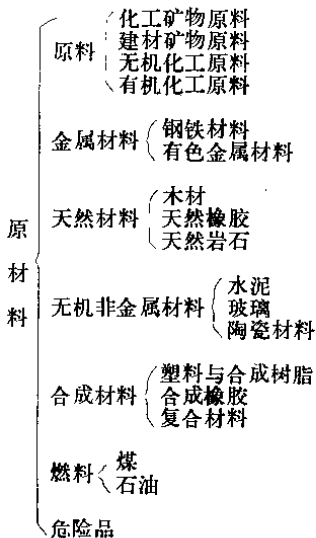 原材料
原料
化工矿物原料
建材矿物原料
无机化工原料
有机化工原料
金属材料
钢铁材料
有色金属材料
天然材料
木材
天然橡胶
天然岩石
无机非金属材料
水泥
玻璃
陶瓷材料
合成材料
塑料与合成树脂
合成橡胶
复合材料
燃料
煤
石油
危险品